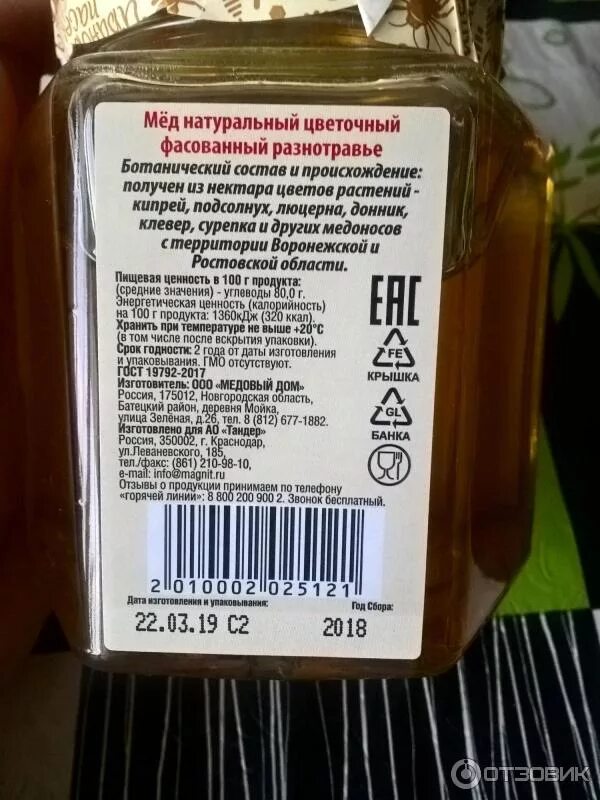 Мёд натуральный цветочный
фасованный разнотравье
Ботанический состав и происхождение:
получен из нектара цветов растений -
кипрей, подсолнух, люцерна, донник,
клевер, сурепка и других медоносов
с территории Воронежской и
Ростовской области.
Пищевая ценность в 100 г продукта:
(средние значения) - углеводы 80,0 г.
Энергетическая ценность (калорийность)
на 100 г продукта: 1360кДж (320 ккал).
Хранить при температуре не выше +20°С
(в том числе после вскрытия упаковки).
Срок годности: 2 года от даты изготовления
и упаковывания. ГМО отсутствуют.
ГОСТ 19792-2017
Изготовитель: ООО «МЕДОВЫЙ ДОМ»
Россия, 175012, Новгородская область,
Батецкий район, деревня Мойка,
улица Зелёная, д.26, тел. 8 (812) 677-1882.
Изготовлено для АО «Тандер»
Россия, 350002, г. Краснодар,
ул.Леваневского, 185,
тел./факс: (861) 210-98-10,
e-mail: info@magnit.ru
Отзывы о продукции принимаем по телефону
«горячей линии»: 8 800 200 900 2. Звонок бесплатный.
EAC
FE
КРЫШКА
GL
БАНКА
2 010002 025121
Дата изготовления и упаковывания:
Год Сбора:
22.03.19 С2
2018
ОТЗОВИК